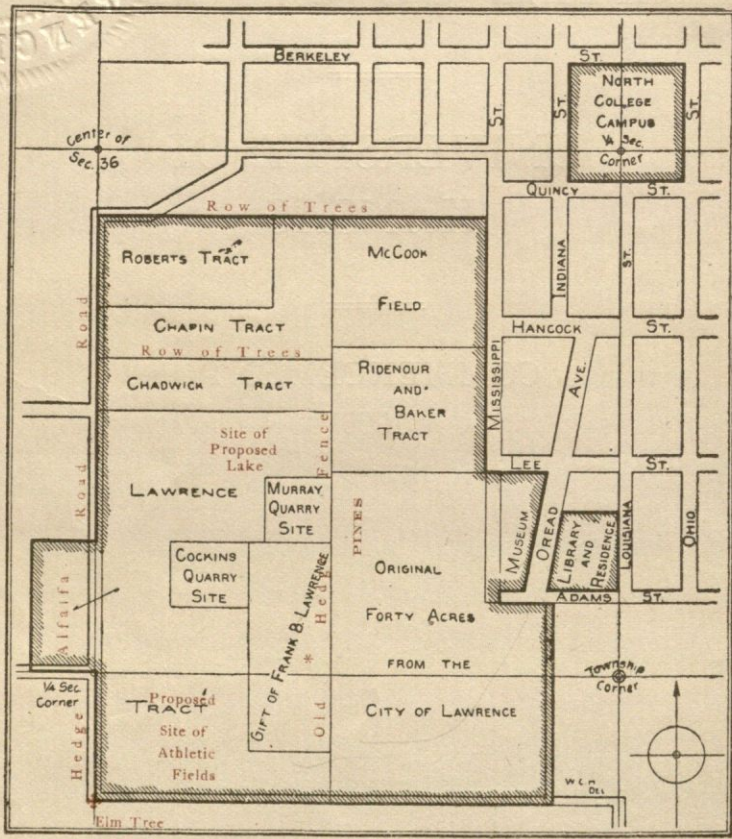 BERKELEY ST.
NORTH
COLLEGE
CAMPUS
1/4 Sec.
Corner
ST.
ST.
ST.
Center of
Sec. 36
QUINCY ST.
Row of Trees
ROBERTS TRACT
McCOOK
FIELD
INDIANA
ST.
CHAPIN TRACT
HANCOCK ST.
Road
Row of Trees
CHADWICK TRACT
RIDENOUR
AND
BAKER
TRACT
MISSISSIPPI
AVE.
Site of
Proposed
Lake
Fence
LEE ST.
Road
LAWRENCE
MURRAY
QUARRY
SITE
PINES
MUSEUM
OREAD
LIBRARY
AND
RESIDENCE
LOUISIANA
OHIO
COCKINS
QUARRY
SITE
ORIGINAL
FORTY ACRES
FROM THE
CITY OF LAWRENCE
ADAMS ST.
Alfalfa
GIFT OF FRANK B. LAWRENCE
Old * Hedge
Township
Corner
1/4 Sec.
Corner
TRACT
Proposed
Site of
Athletic
Fields
Hedge
W.C.H.
DEL
Elm Tree